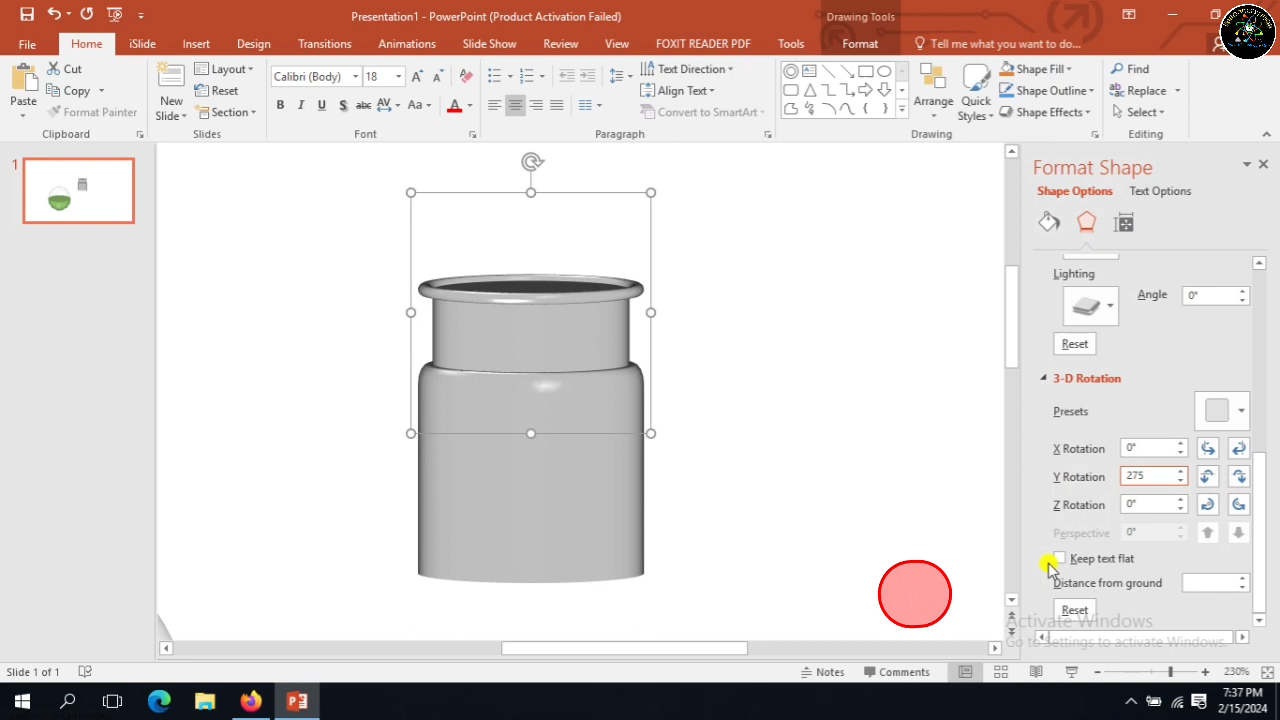 Presentation1 - PowerPoint (Product Activation Failed)
Drawing Tools
File Home iSlide Insert Design Transitions Animations Slide Show Review View FOXIT READER PDF Tools Format Tell me what you want to do...
Paste
Cut
Copy
Format Painter
Clipboard
New Slide
Layout
Reset
Section
Slides
Calibri (Body) 18
B I U S abc AV Aa A
Font
Text Direction
Align Text
Convert to SmartArt
Paragraph
Arrange
Quick Styles
Shape Fill
Shape Outline
Shape Effects
Drawing
Find
Replace
Select
Editing
1
Format Shape
Shape Options Text Options
Lighting
Angle 0°
Reset
3-D Rotation
Presets
X Rotation 0°
Y Rotation 275
Z Rotation 0°
Perspective 0°
Keep text flat
Distance from ground
Reset
Activate Windows
Go to Settings to activate Windows.
Slide 1 of 1
Notes Comments 230%
7:37 PM
2/15/2024